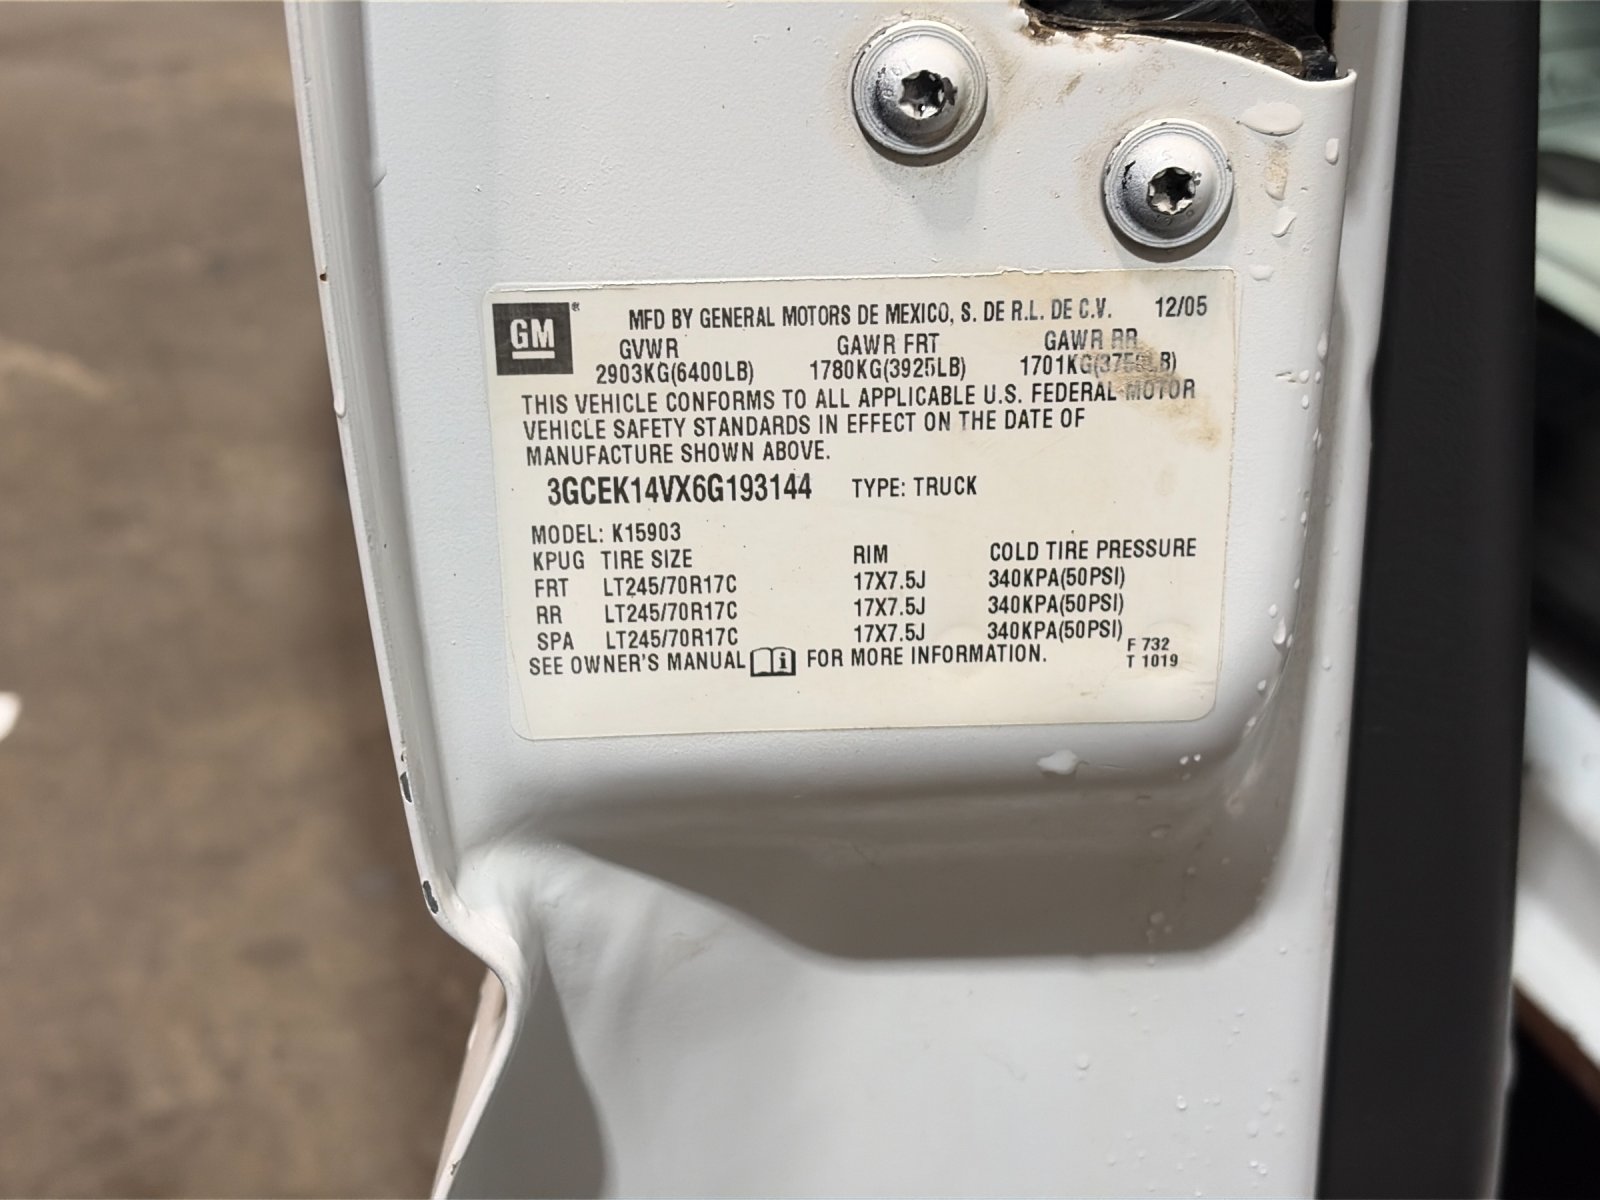 GM ® MFD BY GENERAL MOTORS DE MEXICO, S. DE R.L. DE C.V. 12/05
GVWR GAWR FRT GAWR RR
2903KG(6400LB) 1780KG(3925LB) 1701KG(3750LB)
THIS VEHICLE CONFORMS TO ALL APPLICABLE U.S. FEDERAL MOTOR
VEHICLE SAFETY STANDARDS IN EFFECT ON THE DATE OF
MANUFACTURE SHOWN ABOVE.
3GCEK14VX6G193144 TYPE: TRUCK
MODEL: K15903
KPUG TIRE SIZE RIM COLD TIRE PRESSURE
FRT LT245/70R17C 17X7.5J 340KPA(50PSI)
RR LT245/70R17C 17X7.5J 340KPA(50PSI)
SPA LT245/70R17C 17X7.5J 340KPA(50PSI)
SEE OWNER'S MANUAL i FOR MORE INFORMATION.
F 732
T 1019